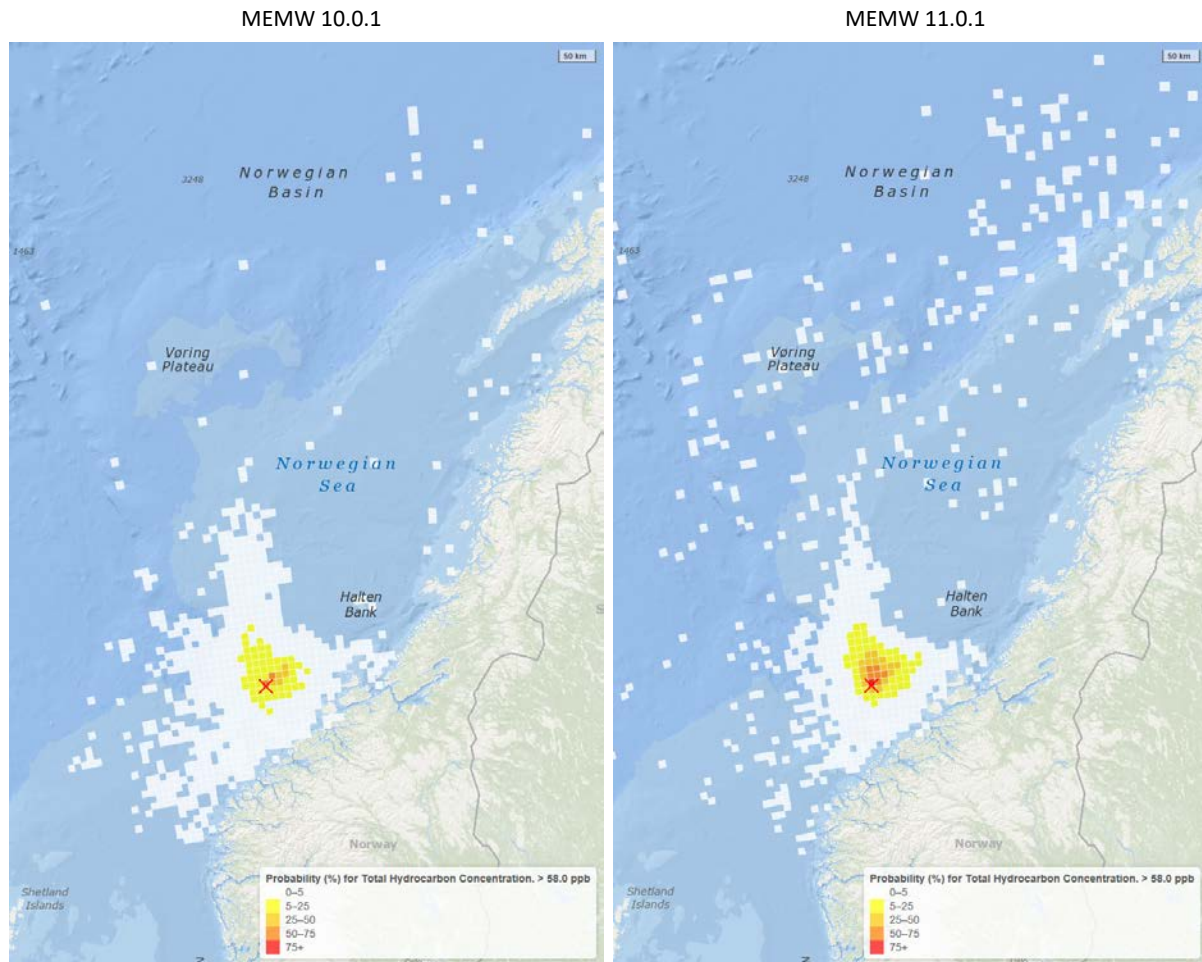 MEMW 10.0.1
MEMW 11.0.1
50 km
50 km
Norwegian
Basin
3248
1463
Vøring
Plateau
Norwegian
Sea
Halten
Bank
Norway
Shetland
Islands
Probability (%) for Total Hydrocarbon Concentration. > 58.0 ppb
0–5
5–25
25–50
50–75
75+
Norwegian
Basin
3248
1463
Vøring
Plateau
Norwegian
Sea
Halten
Bank
Norway
Shetland
Islands
Probability (%) for Total Hydrocarbon Concentration. > 58.0 ppb
0–5
5–25
25–50
50–75
75+